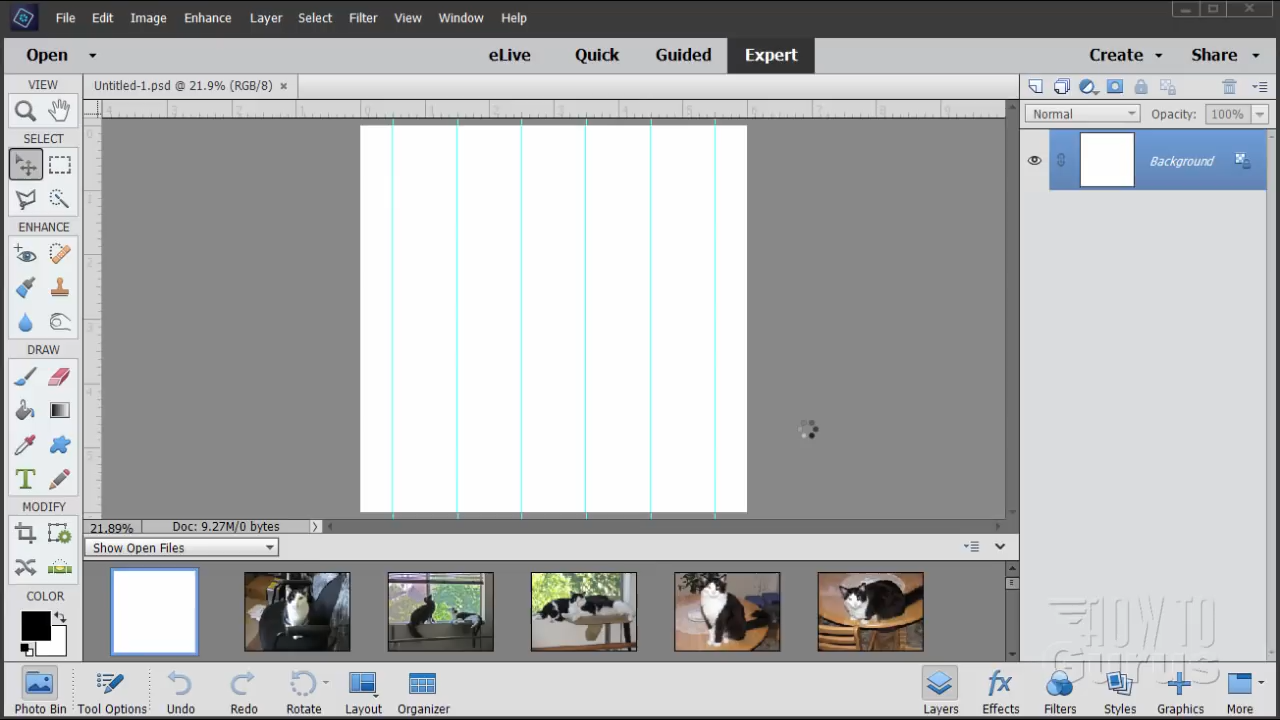 File Edit Image Enhance Layer Select Filter View Window Help
Open eLive Quick Guided Expert Create Share
VIEW
Untitled-1.psd @ 21.9% (RGB/8)
Normal Opacity: 100%
SELECT
Background
ENHANCE
DRAW
MODIFY
21.89% Doc: 9.27M/0 bytes
Show Open Files
COLOR
HOW TO
Gurus
Photo Bin Tool Options Undo Redo Rotate Layout Organizer Layers Effects Filters Styles Graphics More